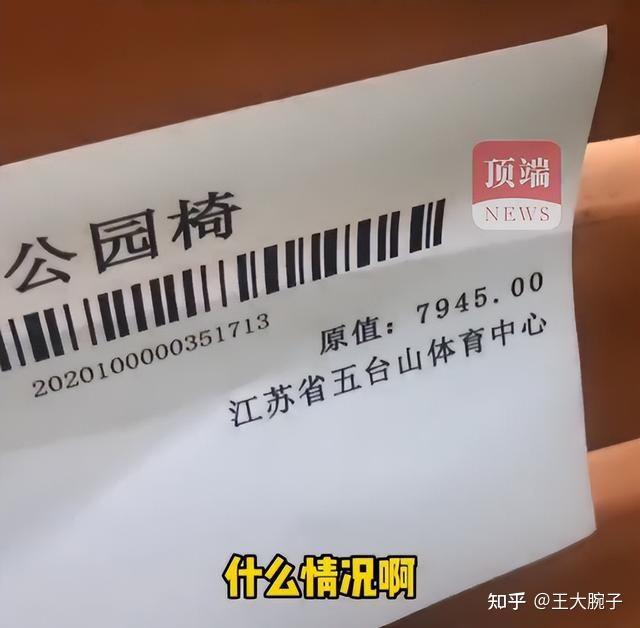 顶端
NEWS
公园椅
2020100000351713
原值：7945.00
江苏省五台山体育中心
什么情况啊
知乎 @王大腕子